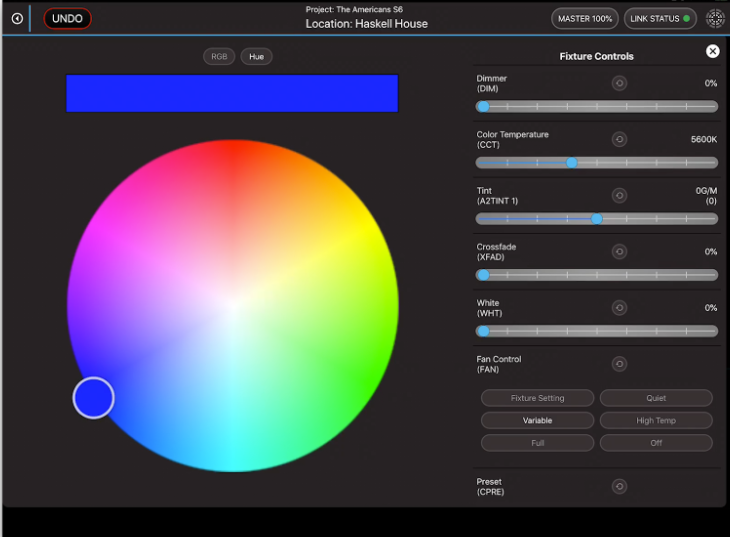 UNDO
Project: The Americans S6
Location: Haskell House
MASTER 100%
LINK STATUS
RGB
Hue
Fixture Controls
Dimmer
(DIM)
0%
Color Temperature
(CCT)
5600K
Tint
(A2TINT 1)
0G/M
(0)
Crossfade
(XFAD)
0%
White
(WHT)
0%
Fan Control
(FAN)
Fixture Setting
Quiet
Variable
High Temp
Full
Off
Preset
(CPRE)